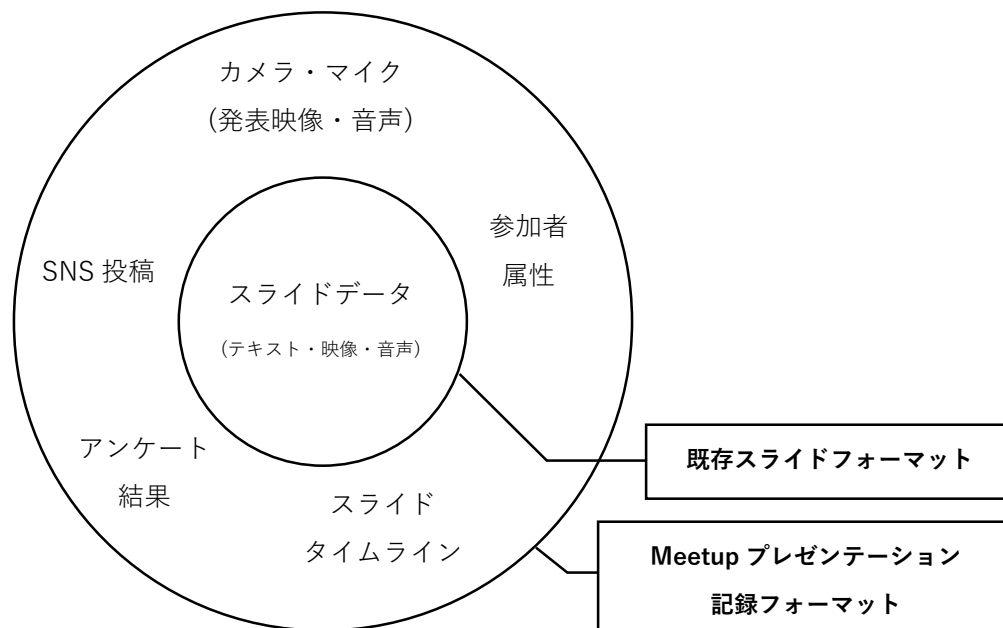 カメラ・マイク
(発表映像・音声)
参加者
属性
SNS 投稿
スライドデータ
(テキスト・映像・音声)
アンケート
結果
スライド
タイムライン
既存スライドフォーマット
Meetup プレゼンテーション
記録フォーマット